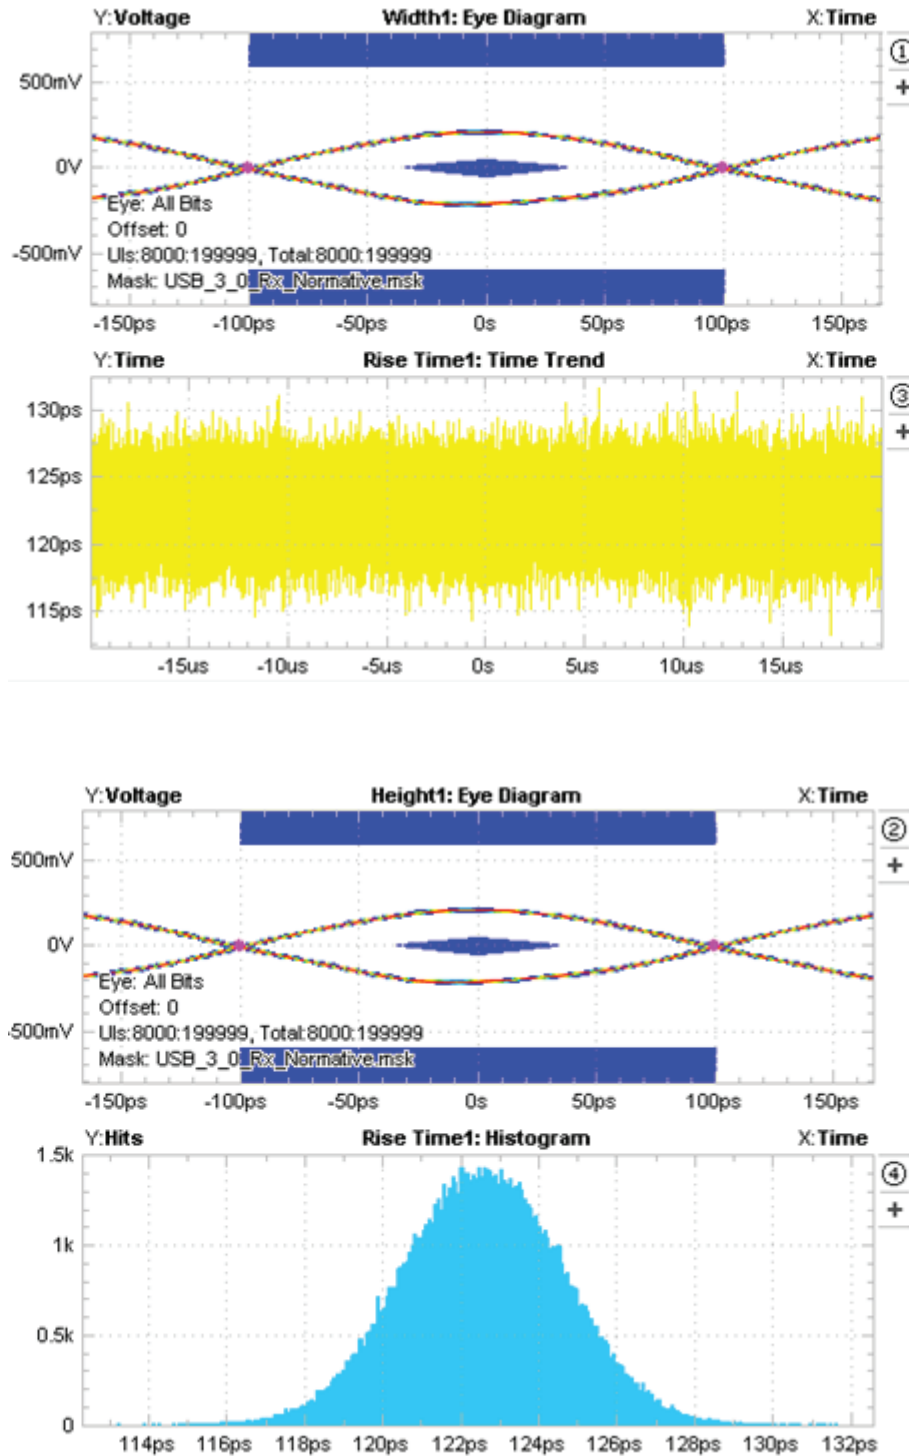 Y:Voltage Width1: Eye Diagram X:Time
①
+
500mV
0V
-500mV
Eye: All Bits
Offset: 0
UIs:8000:199999, Total:8000:199999
Mask: USB_3_0_Rx_Normative.msk
-150ps -100ps -50ps 0s 50ps 100ps 150ps
Y:Time Rise Time1: Time Trend X:Time
③
+
130ps
125ps
120ps
115ps
-15us -10us -5us 0s 5us 10us 15us
Y:Voltage Height1: Eye Diagram X:Time
②
+
500mV
0V
-500mV
Eye: All Bits
Offset: 0
UIs:8000:199999, Total:8000:199999
Mask: USB_3_0_Rx_Normative.msk
-150ps -100ps -50ps 0s 50ps 100ps 150ps
Y:Hits Rise Time1: Histogram X:Time
④
+
1.5k
1k
0.5k
0
114ps 116ps 118ps 120ps 122ps 124ps 126ps 128ps 130ps 132ps